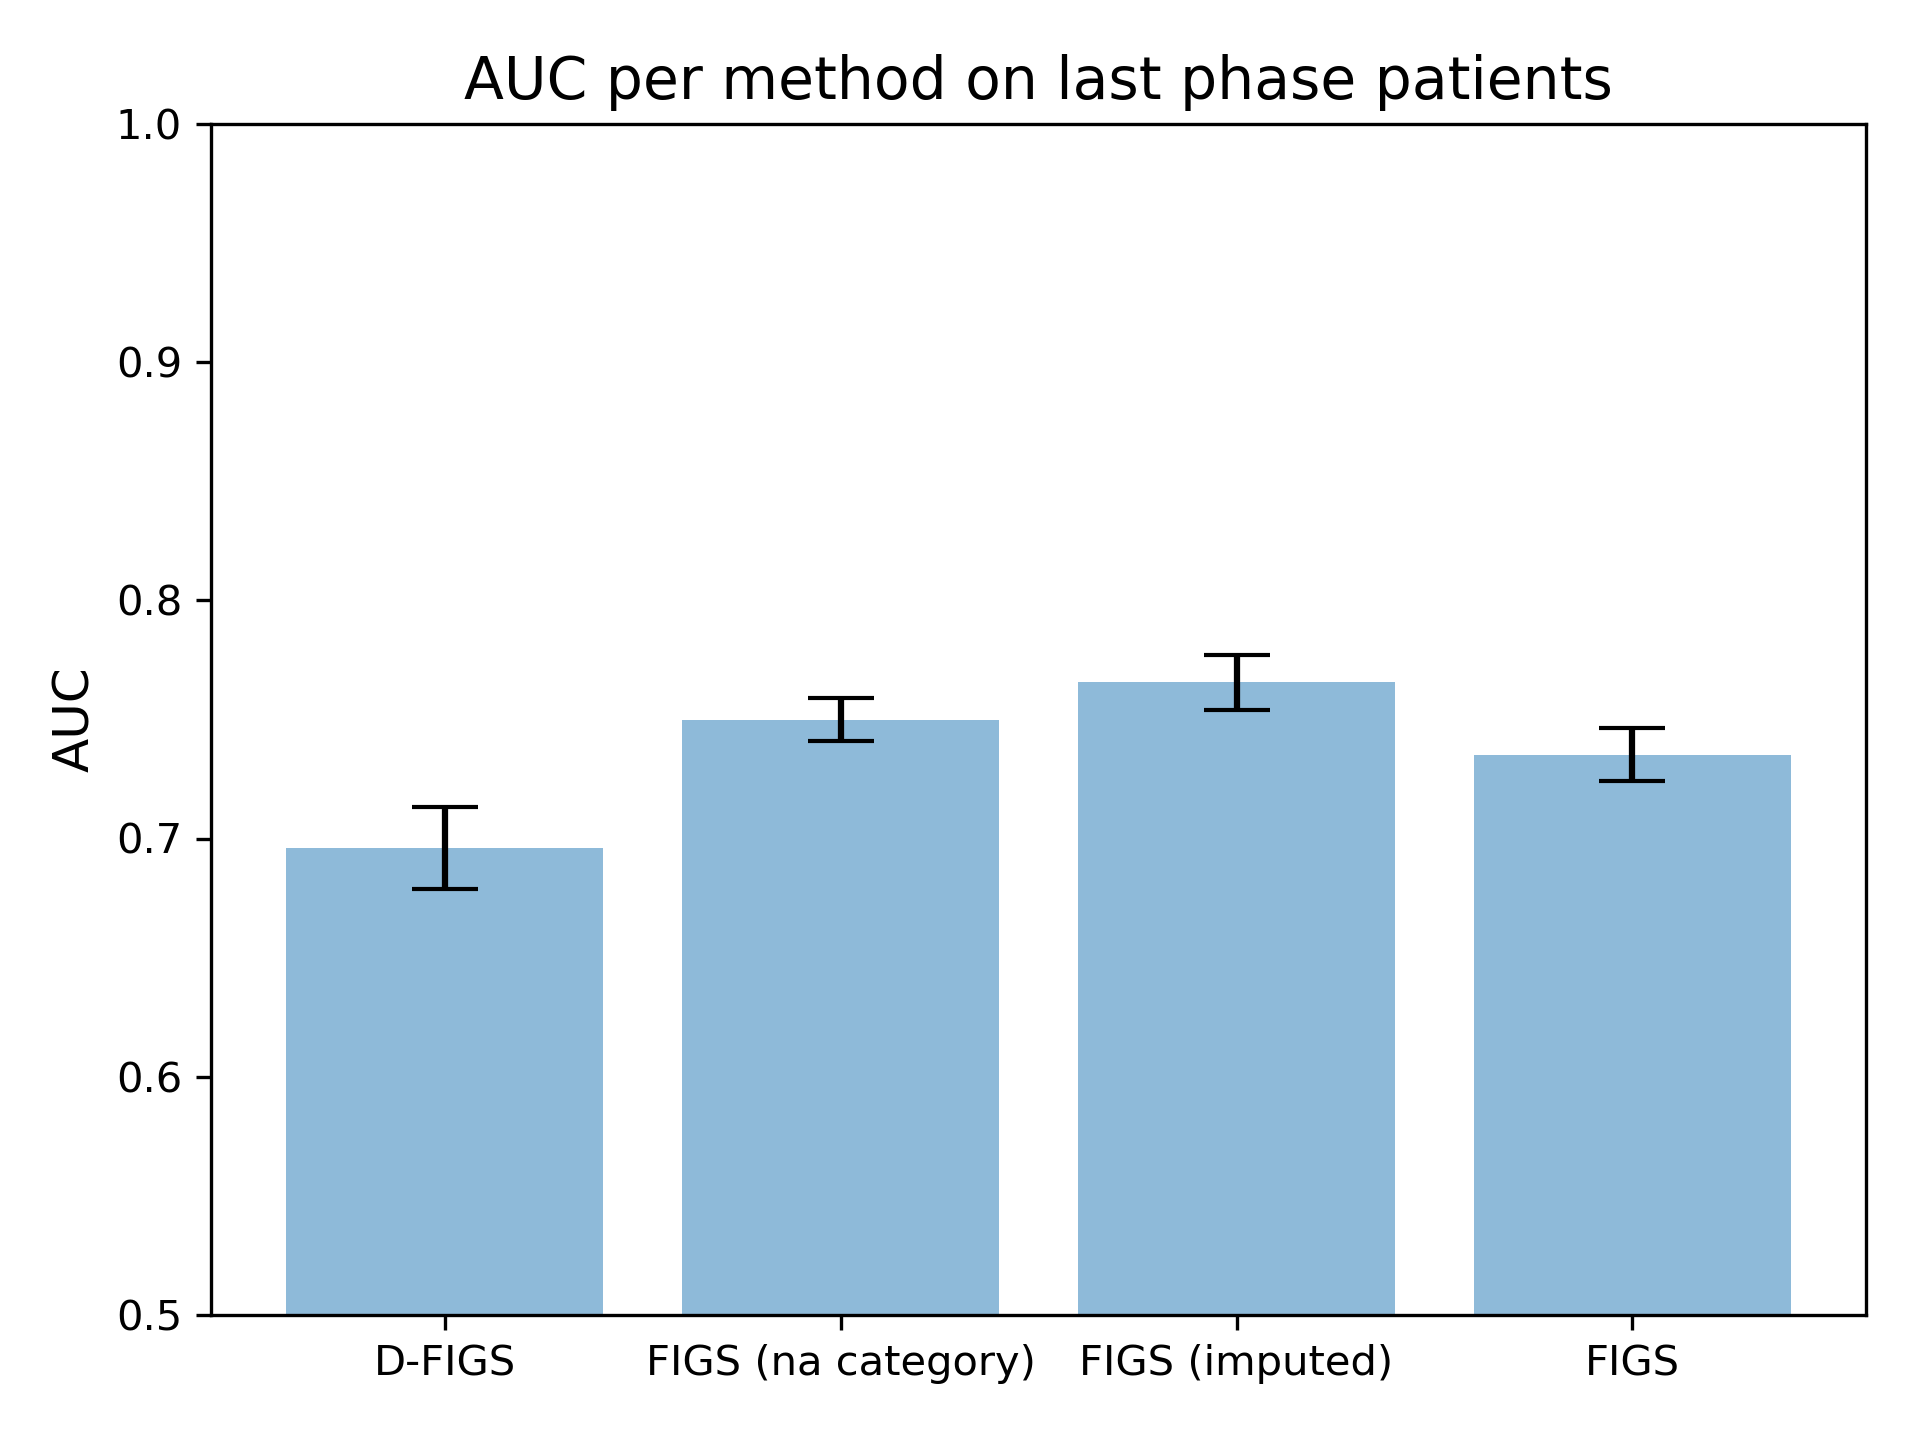 AUC per method on last phase patients
1.0
0.9
0.8
0.7
0.6
0.5
AUC
D-FIGS
FIGS (na category)
FIGS (imputed)
FIGS